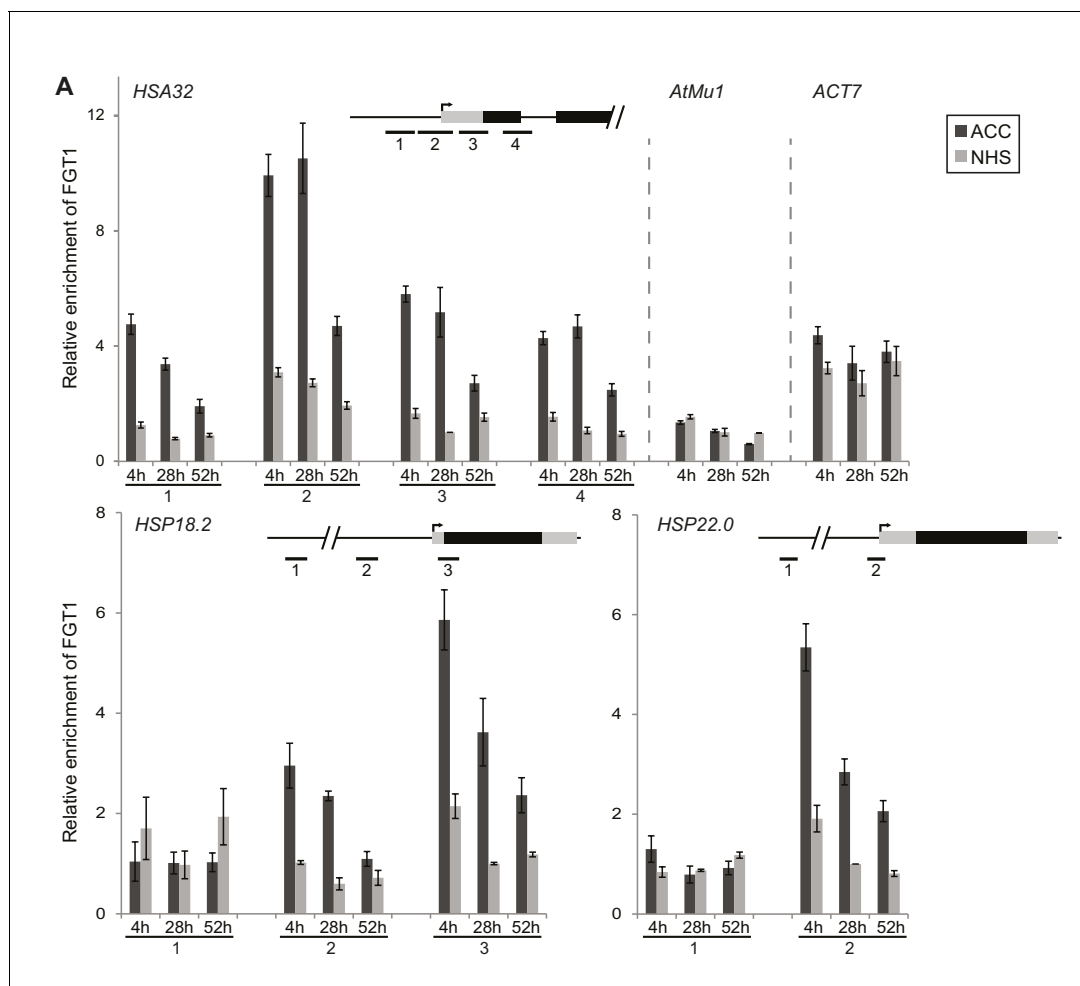 A
HSA32
AtMu1
ACT7
ACC
NHS
Relative enrichment of FGT1
12
8
4
0
1 2 3 4
4h 28h 52h 4h 28h 52h 4h 28h 52h 4h 28h 52h 4h 28h 52h 4h 28h 52h
1 2 3 4
HSP18.2
Relative enrichment of FGT1
8
6
4
2
0
1 2 3
4h 28h 52h 4h 28h 52h 4h 28h 52h
1 2 3
HSP22.0
8
6
4
2
0
1 2
4h 28h 52h 4h 28h 52h
1 2